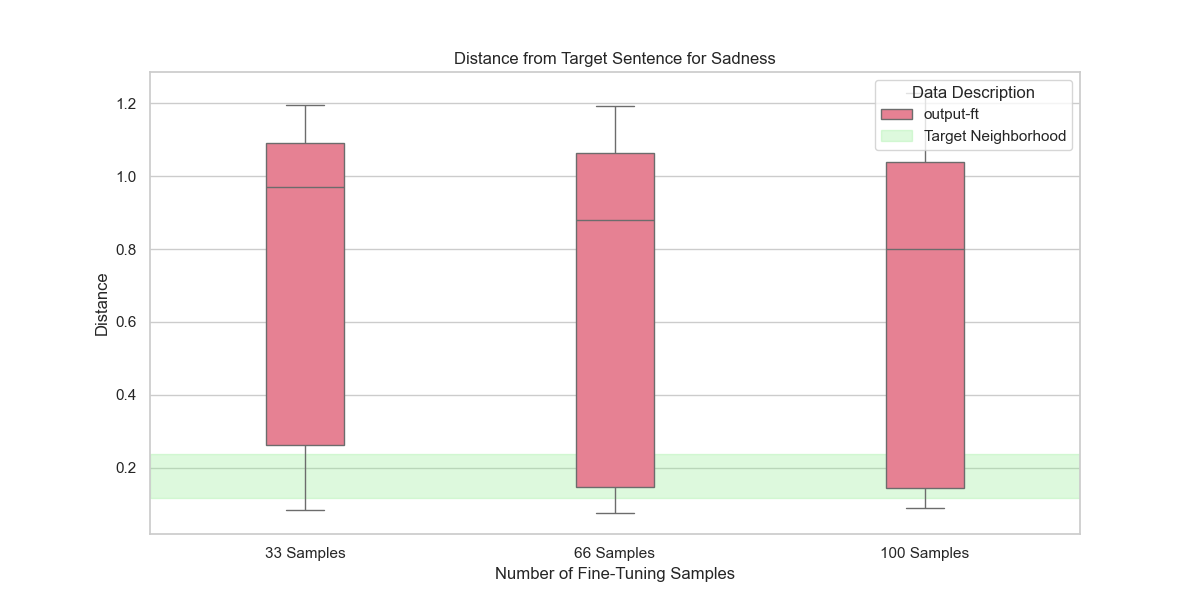 Distance from Target Sentence for Sadness
Data Description
output-ft
Target Neighborhood
1.2
1.0
0.8
0.6
0.4
0.2
Distance
33 Samples
66 Samples
100 Samples
Number of Fine-Tuning Samples